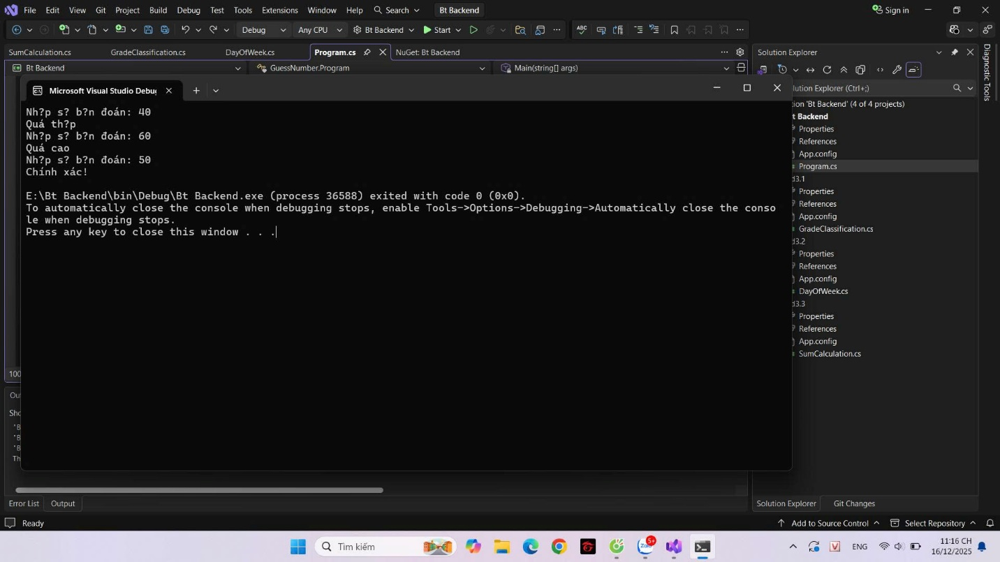 File Edit View Git Project Build Debug Test Tools Extensions Window Help Search Bt Backend Sign in
Debug Any CPU Bt Backend Start
SumCalculation.cs GradeClassification.cs DayOfWeek.cs Program.cs NuGet: Bt Backend
Bt Backend GuessNumber.Program Main(string[] args)
Solution Explorer
Diagnostic Tools
olution Explorer (Ctrl+;)
tion 'Bt Backend' (4 of 4 projects)
t Backend
Properties
References
App.config
Program.cs
d3.1
Properties
References
App.config
GradeClassification.cs
d3.2
Properties
References
App.config
DayOfWeek.cs
d3.3
Properties
References
App.config
SumCalculation.cs
Microsoft Visual Studio Debug
Nh?p s? b?n đoán: 40
Quá th?p
Nh?p s? b?n đoán: 60
Quá cao
Nh?p s? b?n đoán: 50
Chính xác!
E:\Bt Backend\bin\Debug\Bt Backend.exe (process 36588) exited with code 0 (0x0).
To automatically close the console when debugging stops, enable Tools->Options->Debugging->Automatically close the conso
le when debugging stops.
Press any key to close this window . . .
100
Ou
Sho
"B
"B
"B
Th
Error List Output
Solution Explorer Git Changes
Ready
Add to Source Control Select Repository
Tìm kiếm
Zalo 5+
V ENG
11:16 CH
16/12/2025